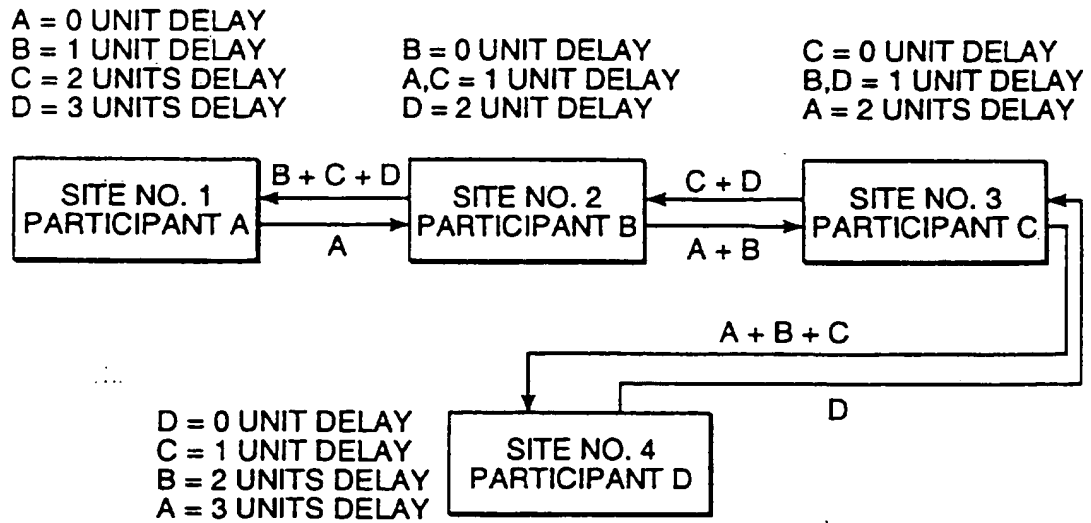 A = 0 UNIT DELAY
B = 1 UNIT DELAY
C = 2 UNITS DELAY
D = 3 UNITS DELAY
B = 0 UNIT DELAY
A,C = 1 UNIT DELAY
D = 2 UNIT DELAY
C = 0 UNIT DELAY
B,D = 1 UNIT DELAY
A = 2 UNITS DELAY
SITE NO. 1
PARTICIPANT A
B + C + D
A
SITE NO. 2
PARTICIPANT B
C + D
A + B
SITE NO. 3
PARTICIPANT C
A + B + C
D
D = 0 UNIT DELAY
C = 1 UNIT DELAY
B = 2 UNITS DELAY
A = 3 UNITS DELAY
SITE NO. 4
PARTICIPANT D